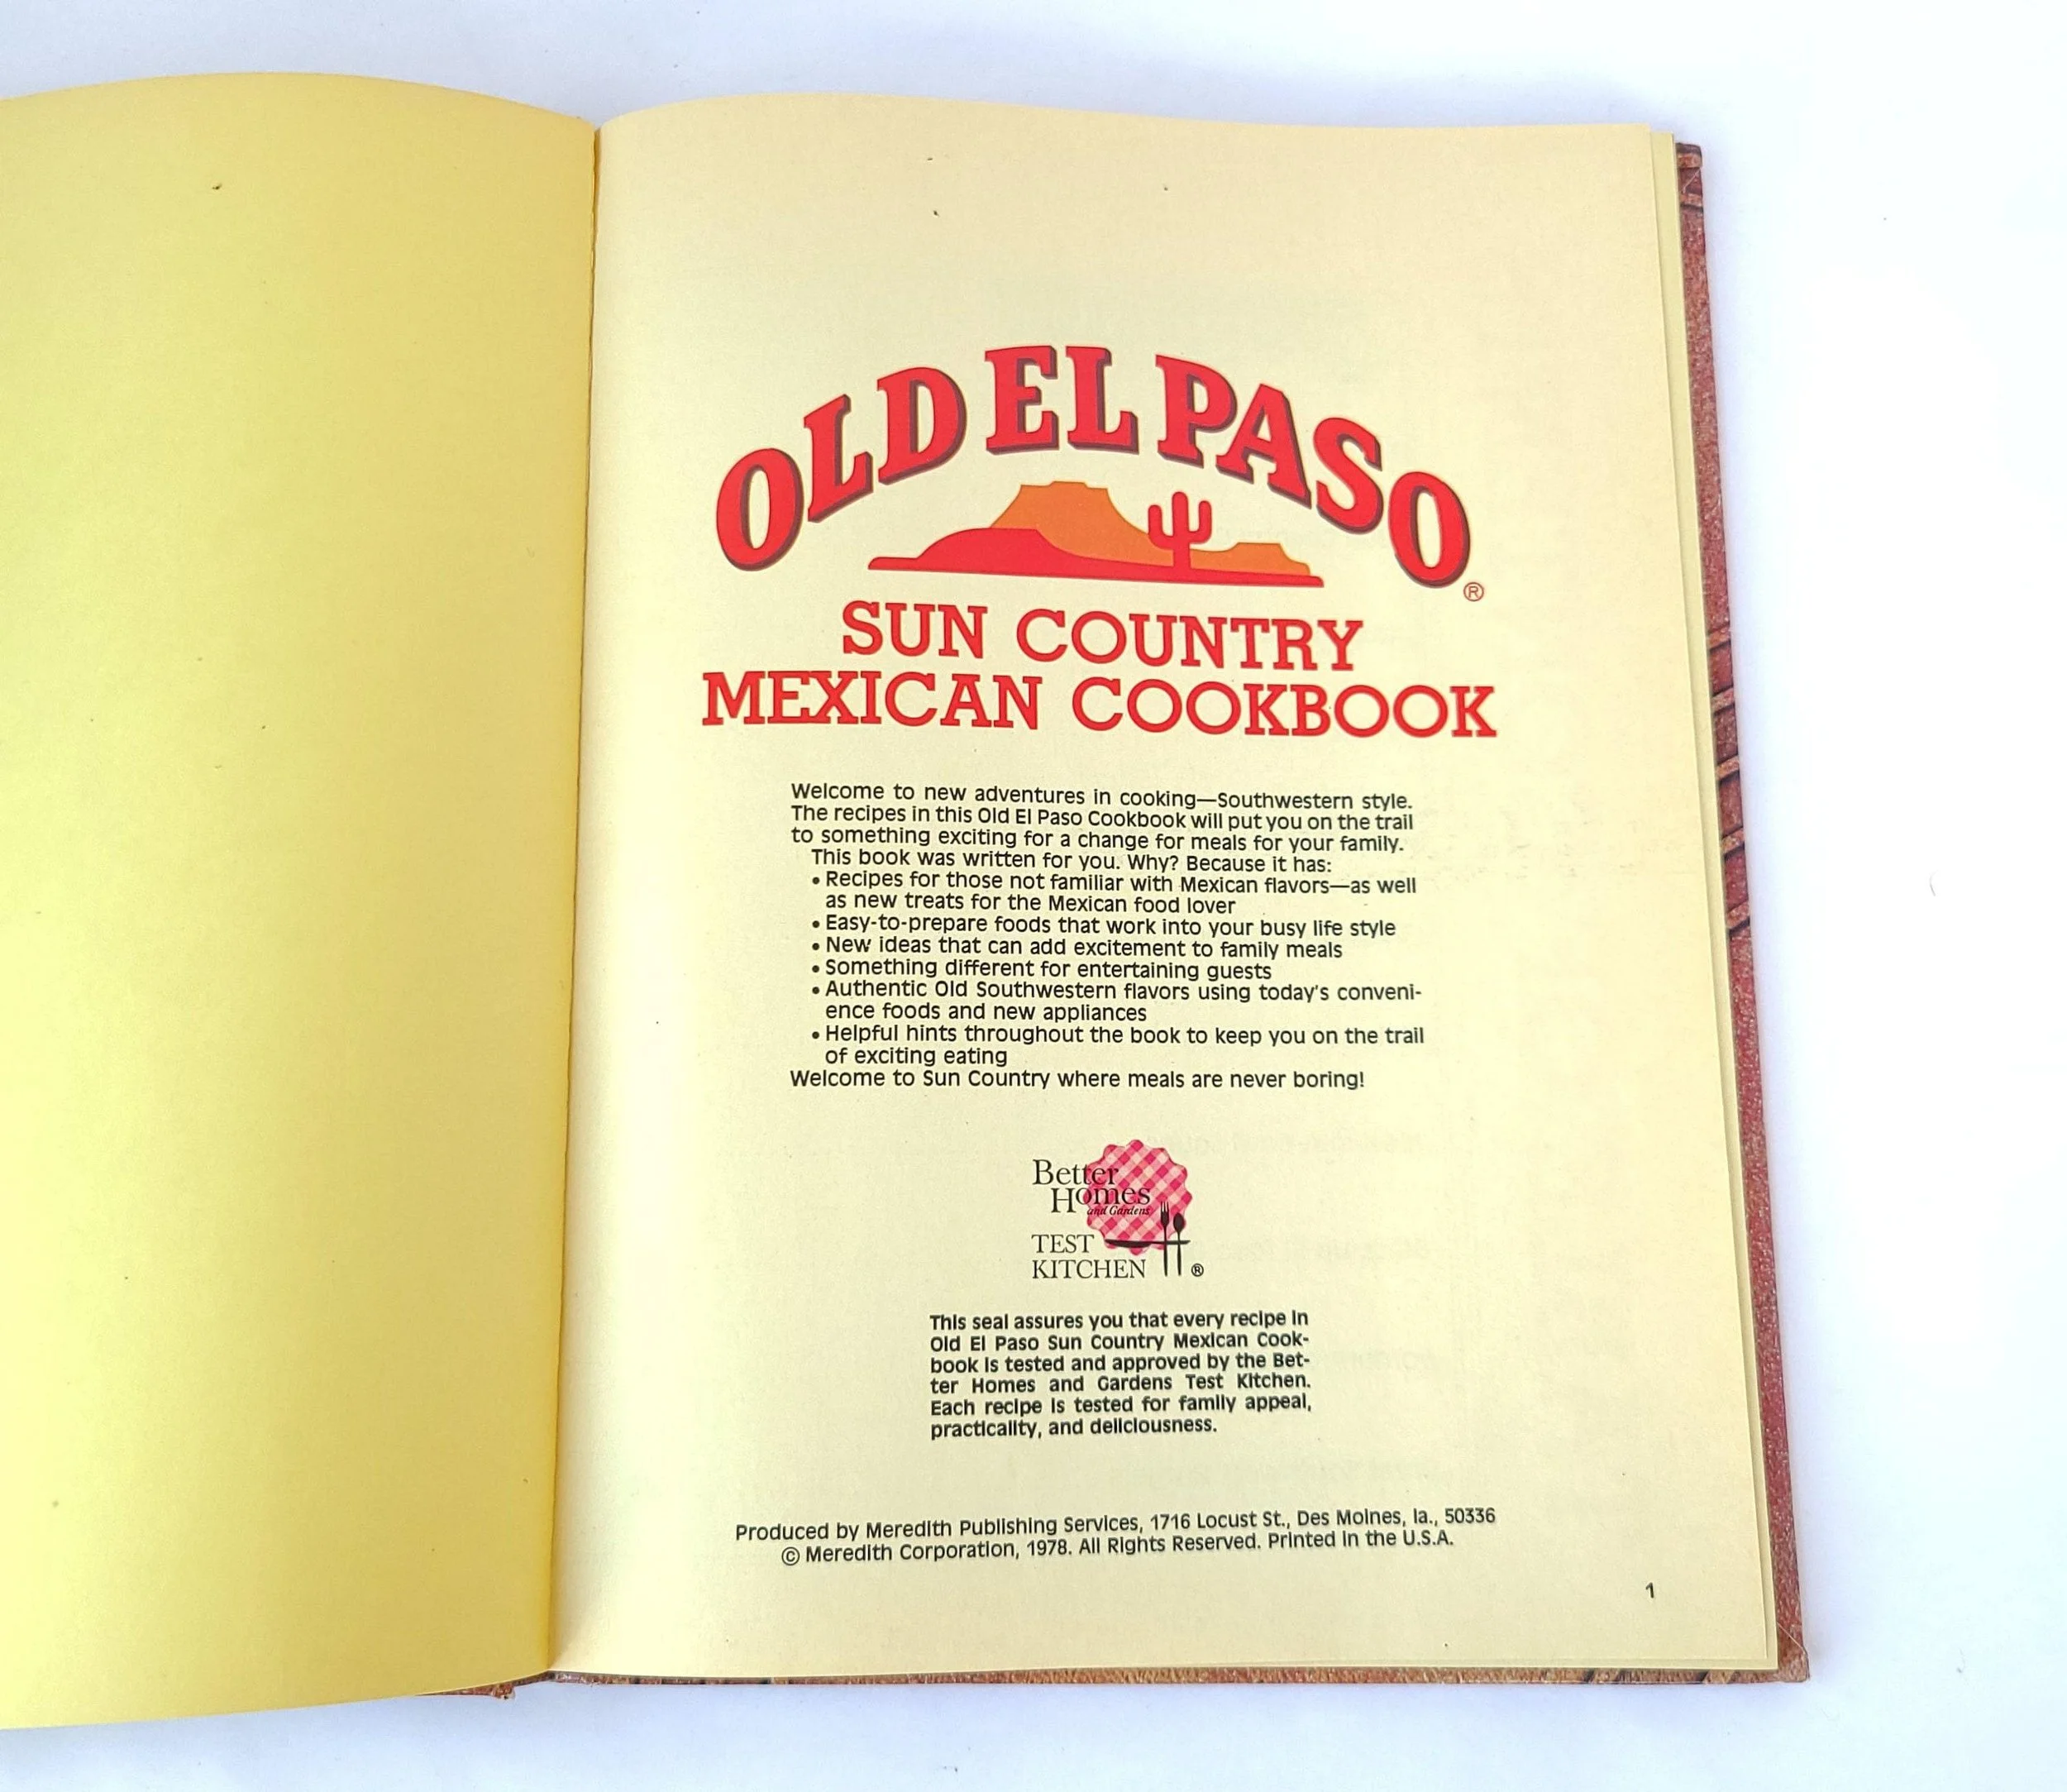 OLD EL PASO
®
SUN COUNTRY
MEXICAN COOKBOOK
Welcome to new adventures in cooking—Southwestern style.
The recipes in this Old El Paso Cookbook will put you on the trail
to something exciting for a change for meals for your family.
This book was written for you. Why? Because it has:
• Recipes for those not familiar with Mexican flavors—as well
as new treats for the Mexican food lover
• Easy-to-prepare foods that work into your busy life style
• New ideas that can add excitement to family meals
• Something different for entertaining guests
• Authentic Old Southwestern flavors using today's conveni-
ence foods and new appliances
• Helpful hints throughout the book to keep you on the trail
of exciting eating
Welcome to Sun Country where meals are never boring!
Better
Homes
and Gardens
TEST
KITCHEN ®
This seal assures you that every recipe in
Old El Paso Sun Country Mexican Cook-
book is tested and approved by the Bet-
ter Homes and Gardens Test Kitchen.
Each recipe is tested for family appeal,
practicality, and deliciousness.
Produced by Meredith Publishing Services, 1716 Locust St., Des Moines, Ia., 50336
© Meredith Corporation, 1978. All Rights Reserved. Printed in the U.S.A.
1